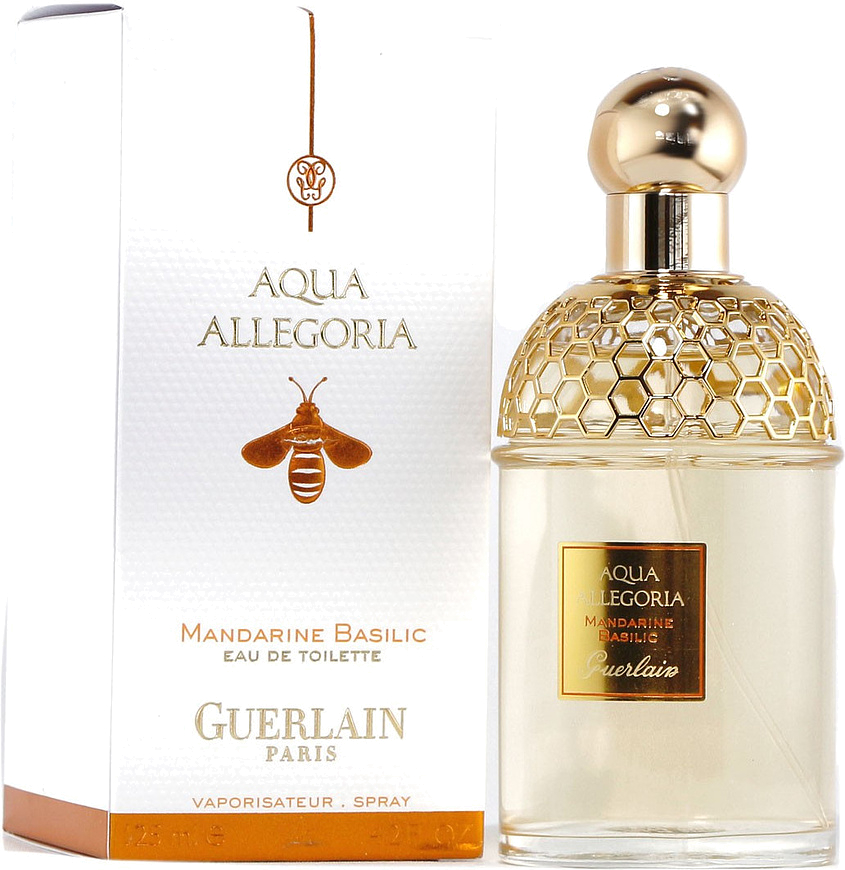 AQUA
ALLEGORIA
MANDARINE BASILIC
EAU DE TOILETTE
GUERLAIN
PARIS
VAPORISATEUR . SPRAY
AQUA
ALLEGORIA
MANDARINE
BASILIC
Guerlain